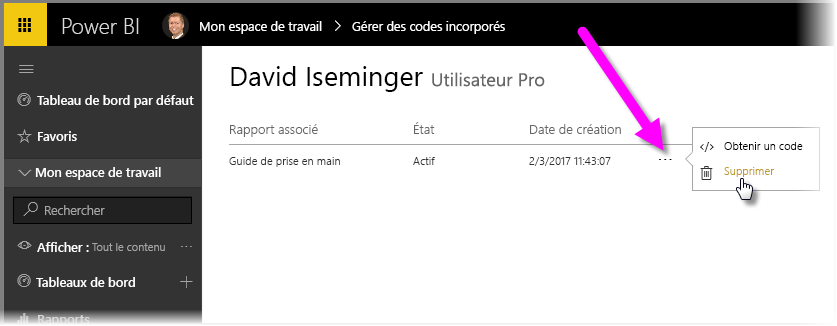 Power BI Mon espace de travail > Gérer des codes incorporés
Tableau de bord par défaut
Favoris
Mon espace de travail
Rechercher
Afficher : Tout le contenu ...
Tableaux de bord +
Rapports
David Iseminger Utilisateur Pro
Rapport associé État Date de création
Guide de prise en main Actif 2/3/2017 11:43:07 ...
</> Obtenir un code
Supprimer